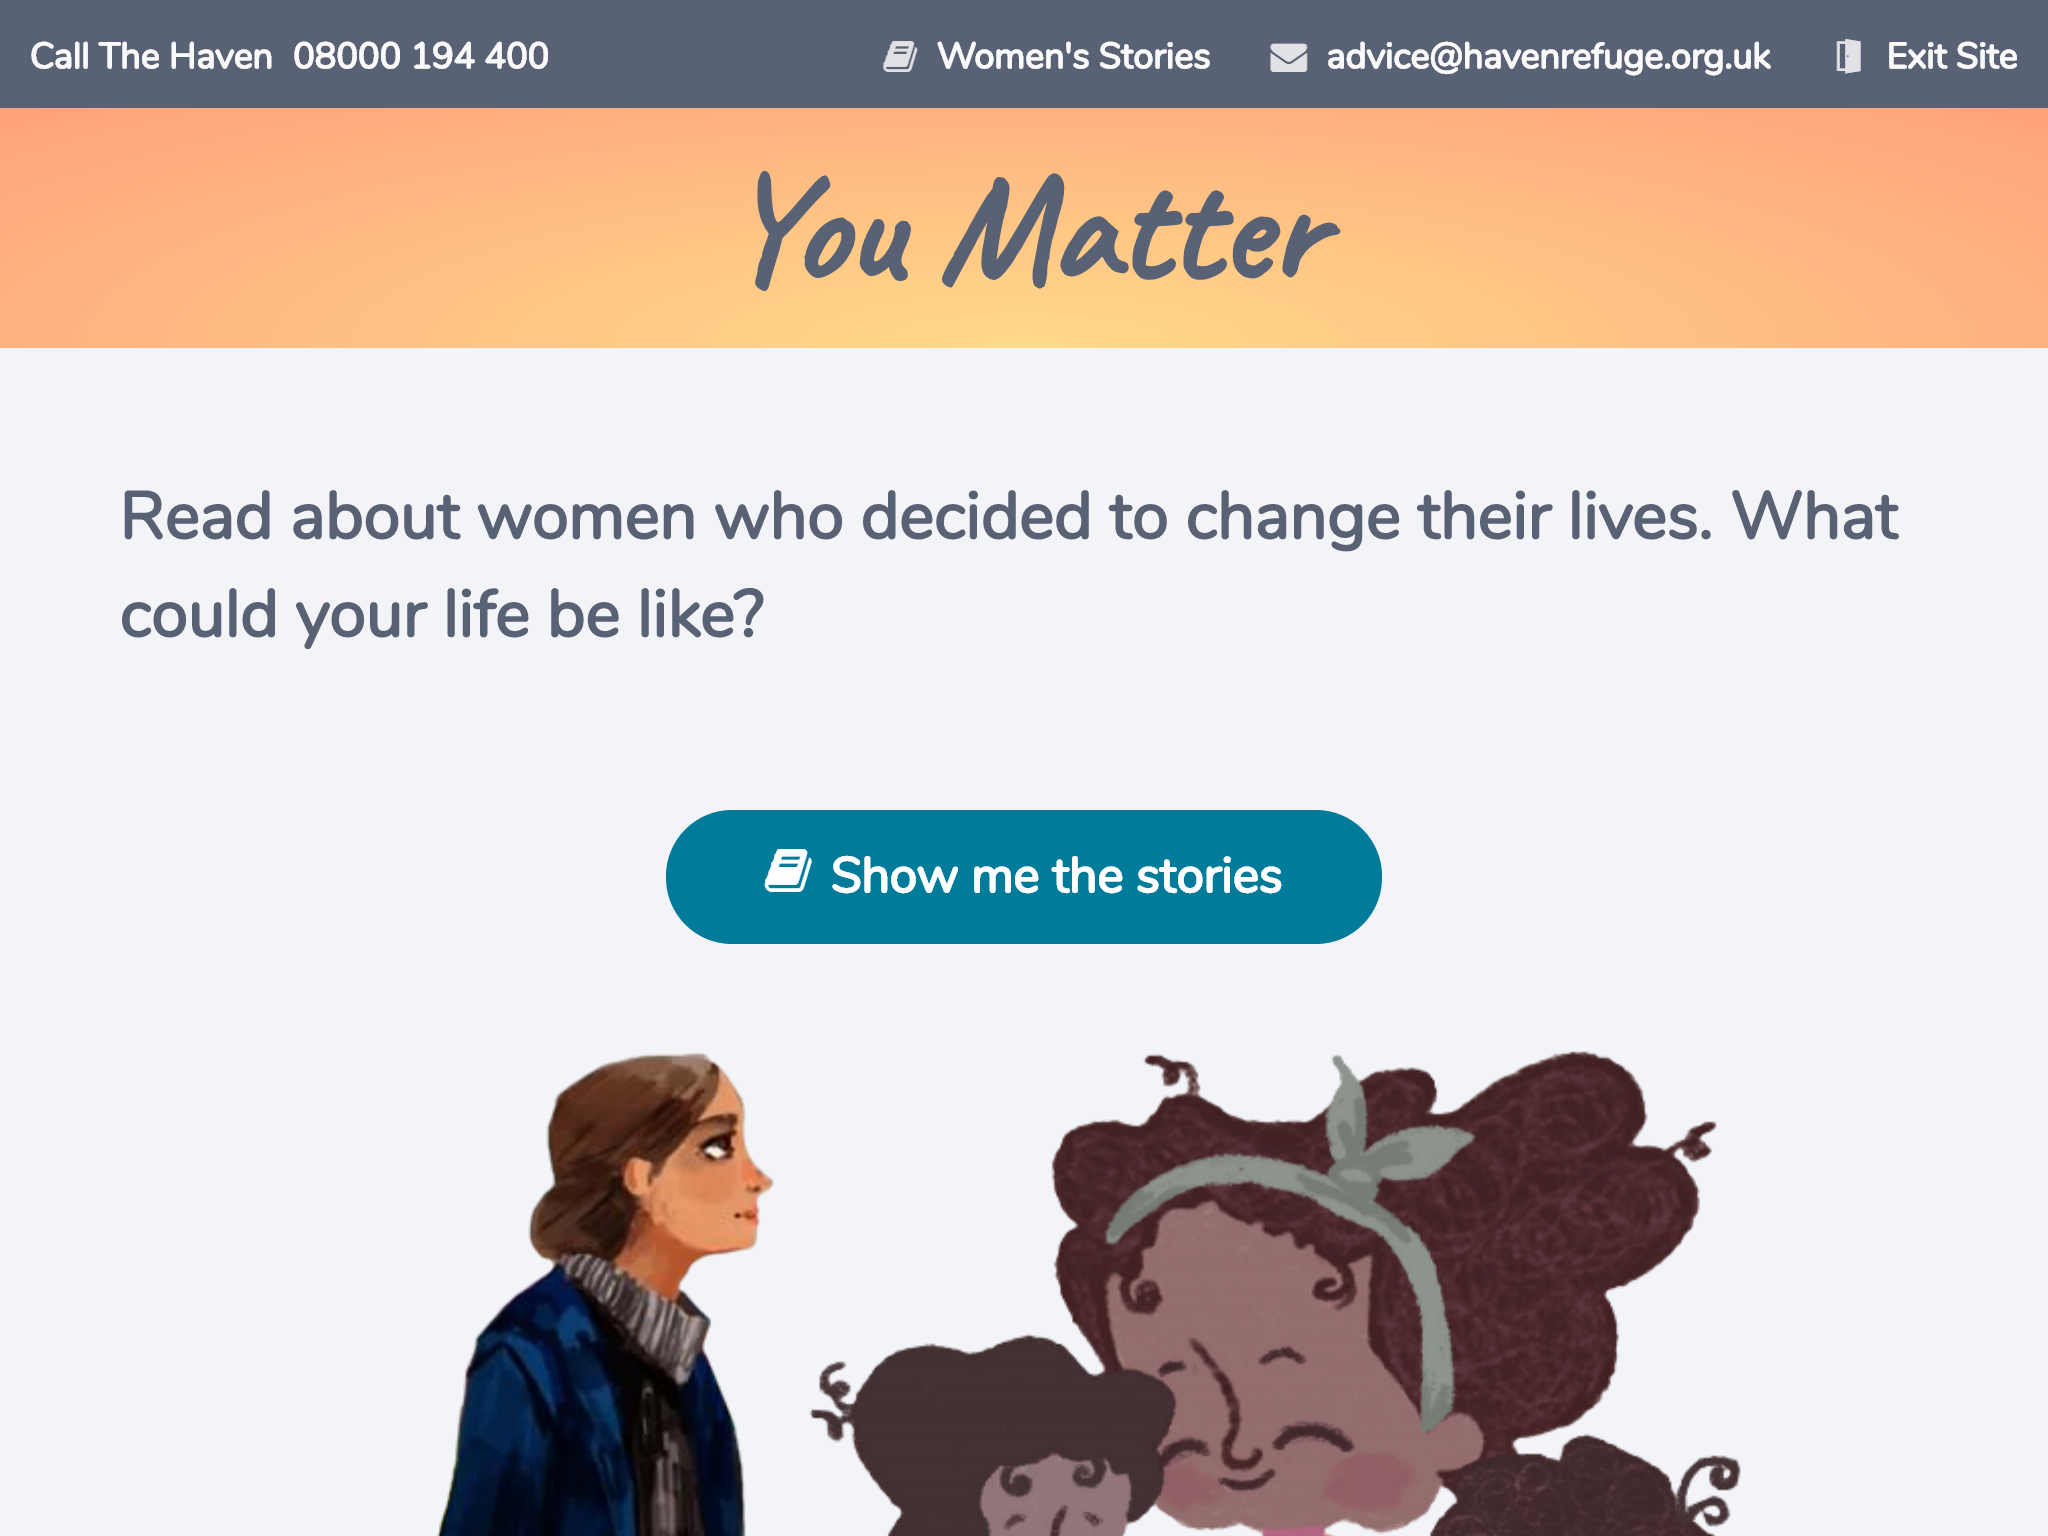 Call The Haven 08000 194 400
Women's Stories
advice@havenrefuge.org.uk
Exit Site
You Matter
Read about women who decided to change their lives. What
could your life be like?
Show me the stories